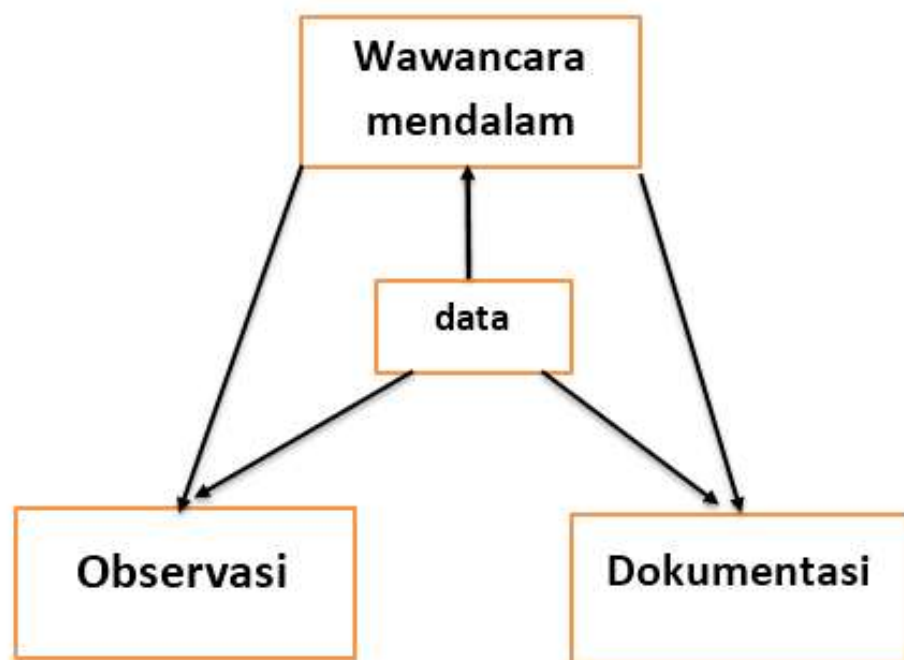 Wawancara
mendalam
data
Observasi
Dokumentasi